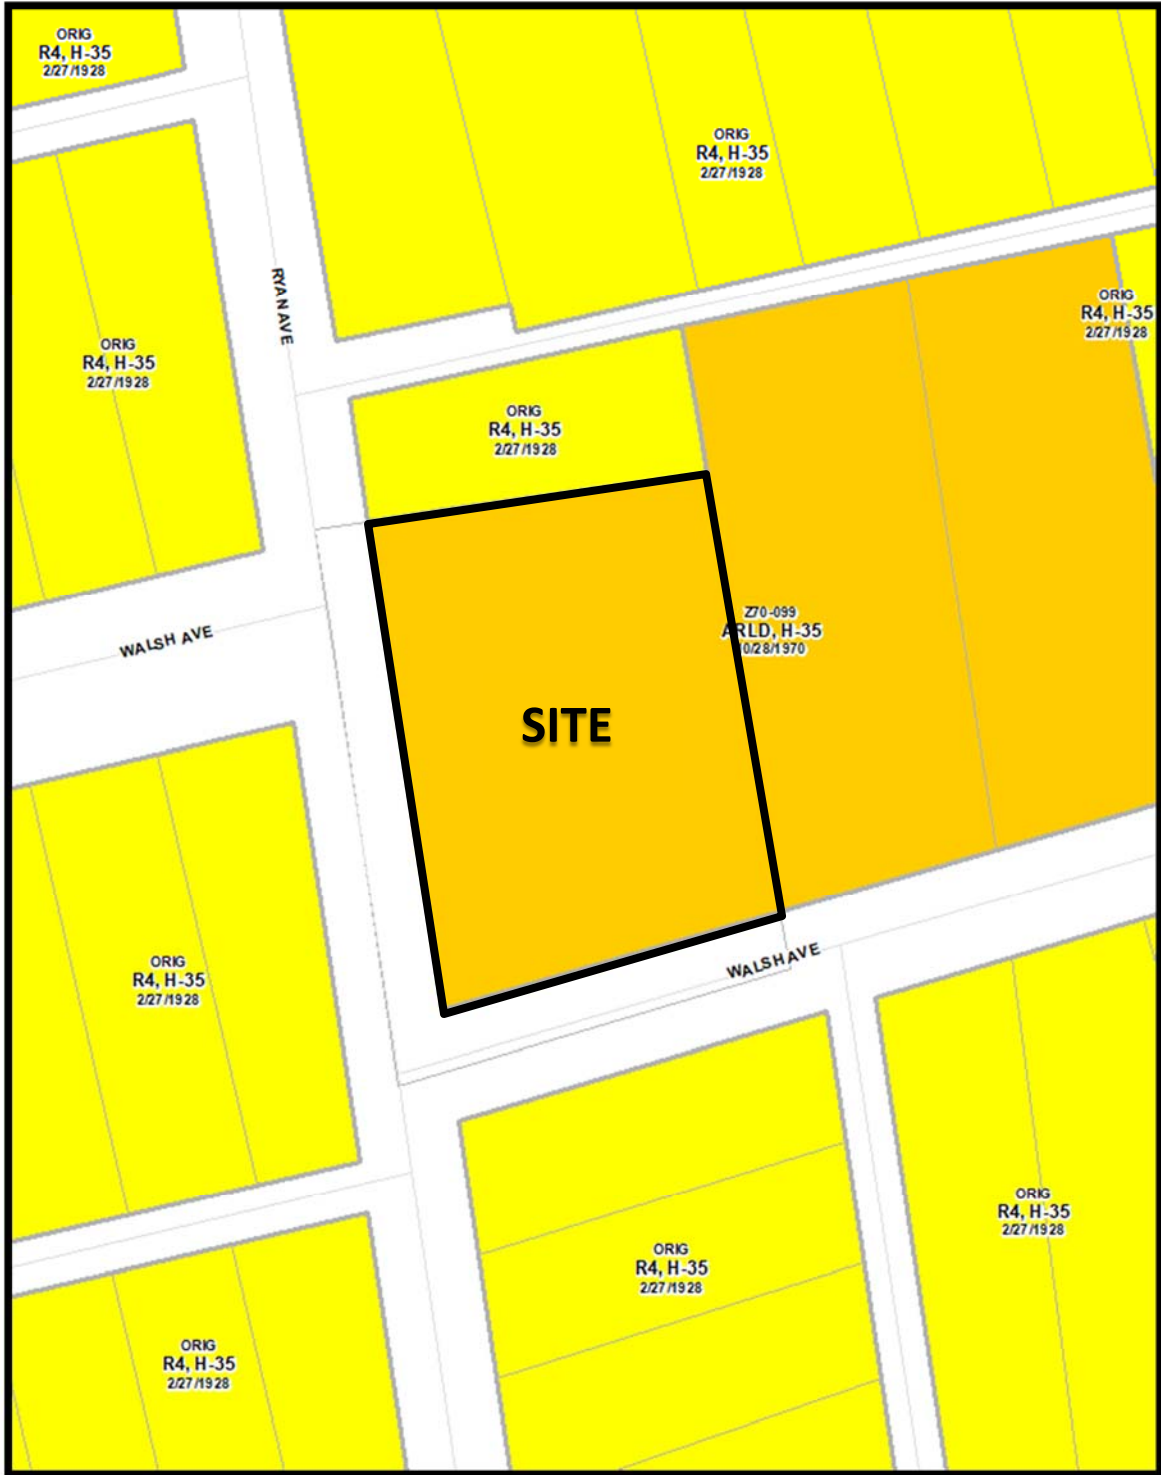 ORIG
R4, H-35
2/27/1928
ORIG
R4, H-35
2/27/1928
RYAN AVE
ORIG
R4, H-35
2/27/1928
ORIG
R4, H-35
2/27/1928
ORIG
R4, H-35
2/27/1928
Z70-099
ARLD, H-35
0/28/1970
WALSH AVE
SITE
WALSH AVE
ORIG
R4, H-35
2/27/1928
ORIG
R4, H-35
2/27/1928
ORIG
R4, H-35
2/27/1928
ORIG
R4, H-35
2/27/1928